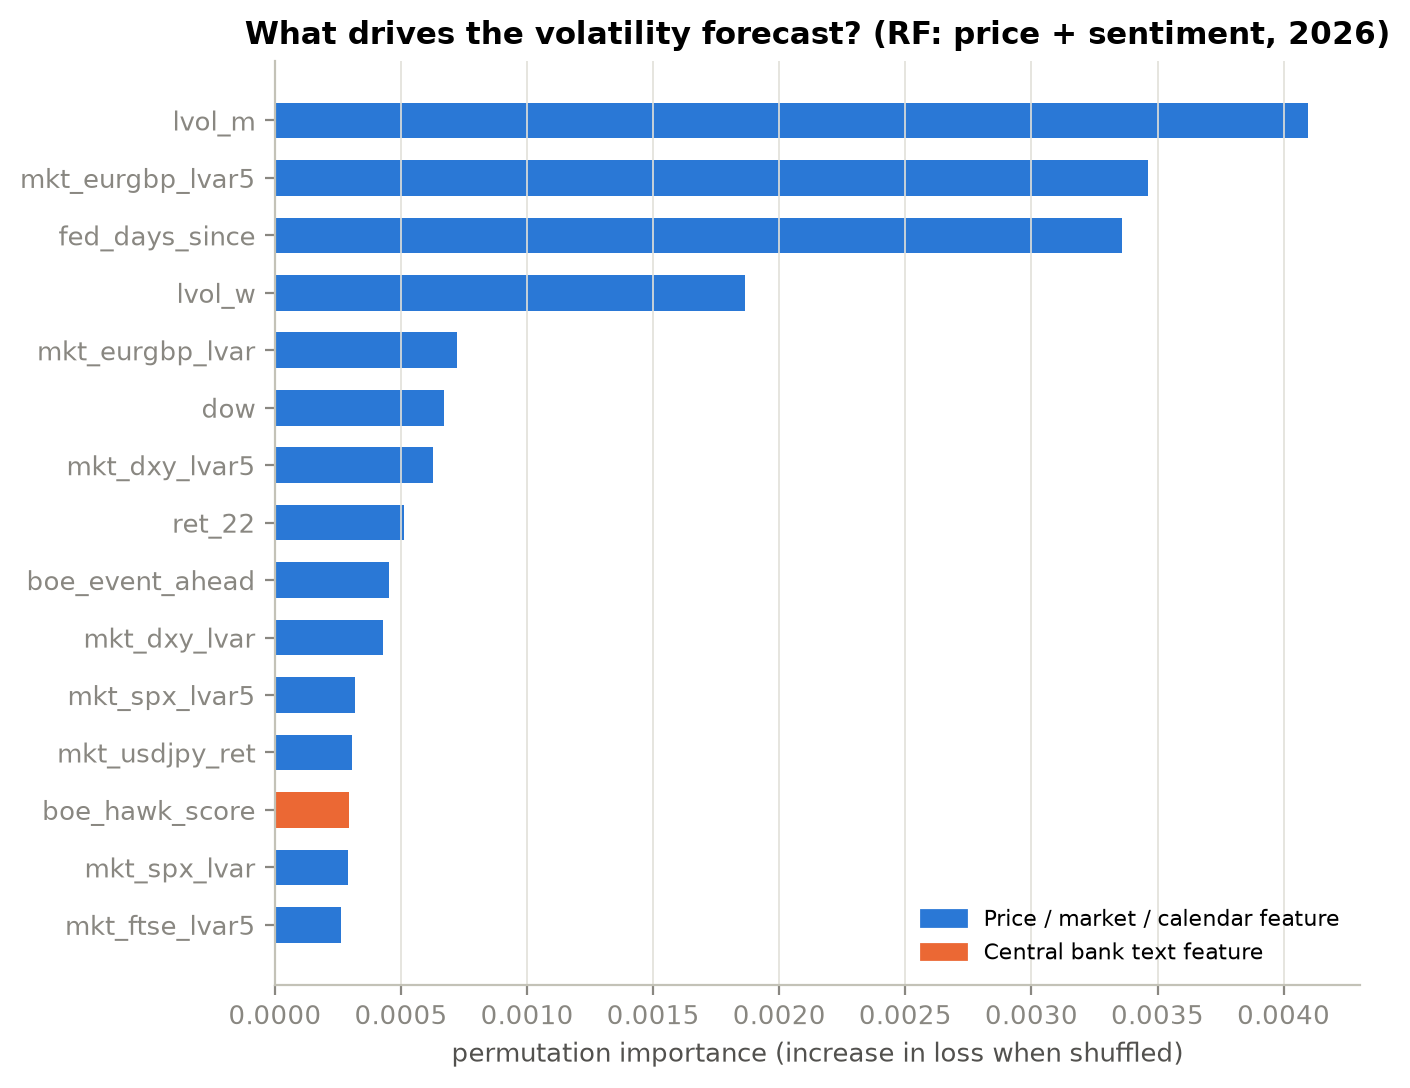 What drives the volatility forecast? (RF: price + sentiment, 2026)
lvol_m
mkt_eurgbp_lvar5
fed_days_since
lvol_w
mkt_eurgbp_lvar
dow
mkt_dxy_lvar5
ret_22
boe_event_ahead
mkt_dxy_lvar
mkt_spx_lvar5
mkt_usdjpy_ret
boe_hawk_score
mkt_spx_lvar
mkt_ftse_lvar5
Price / market / calendar feature
Central bank text feature
0.0000 0.0005 0.0010 0.0015 0.0020 0.0025 0.0030 0.0035 0.0040
permutation importance (increase in loss when shuffled)